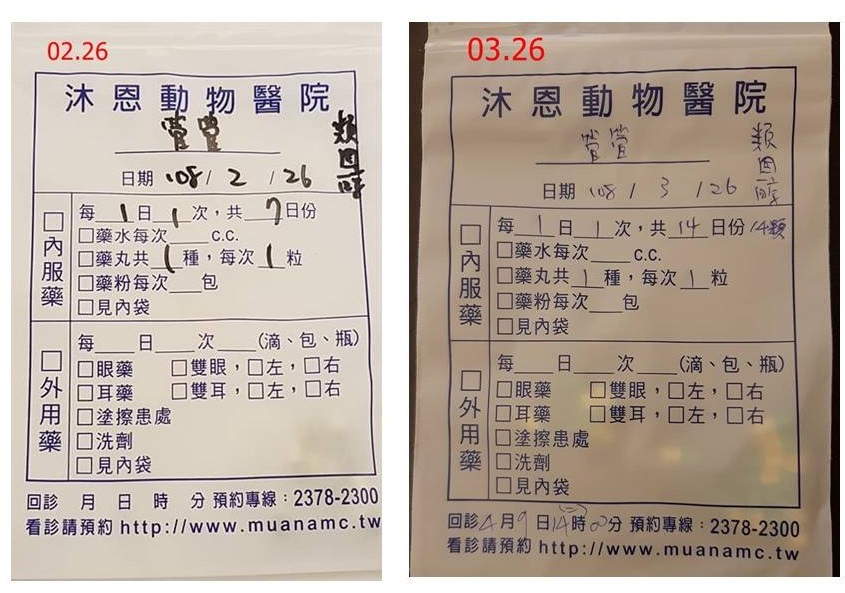 02.26
沐恩動物醫院
萱萱
類固醇
日期 108/2/26
每1日1次，共7日份
□內服藥
□藥水每次___c.c.
□藥丸共1種，每次1粒
□藥粉每次___包
□見內袋
每___日___次___(滴、包、瓶)
□外用藥
□眼藥 □雙眼，□左，□右
□耳藥 □雙耳，□左，□右
□塗擦患處
□洗劑
□見內袋
回診 月 日 時 分 預約專線：2378-2300
看診請預約 http://www.muanamc.tw
03.26
沐恩動物醫院
萱萱
類固醇
日期 108/3/26
每1日1次，共14日份 14顆
□內服藥
□藥水每次___c.c.
□藥丸共1種，每次1粒
□藥粉每次___包
□見內袋
每___日___次___(滴、包、瓶)
□外用藥
□眼藥 □雙眼，□左，□右
□耳藥 □雙耳，□左，□右
□塗擦患處
□洗劑
□見內袋
(二)
回診4月9日14時00分 預約專線：2378-2300
看診請預約 http://www.muanamc.tw